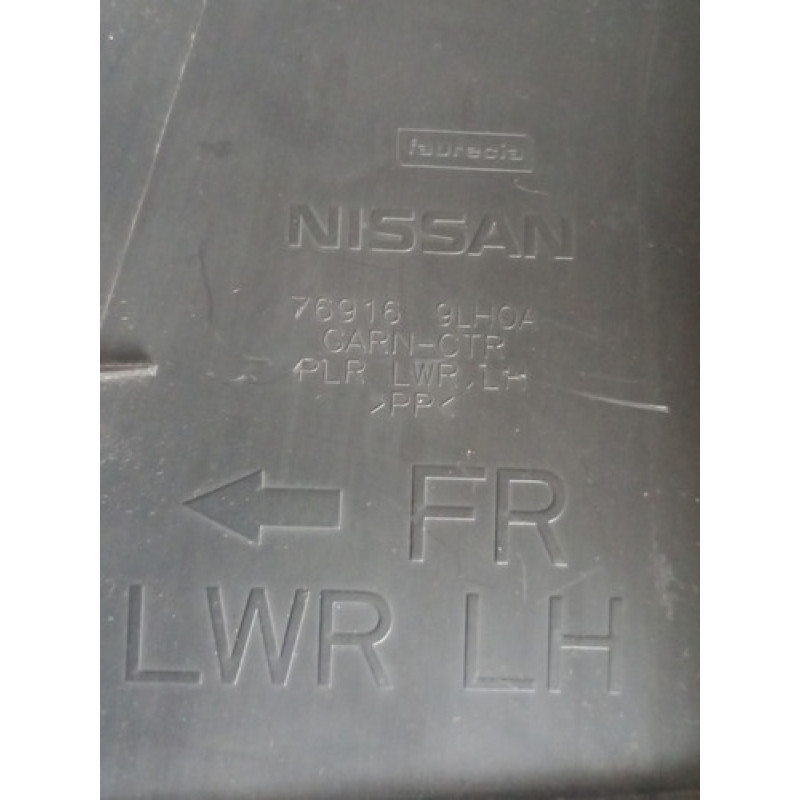 faurecia
NISSAN
76916 9LH0A
GARN-CTR
PLR LWR,LH
>PP<
← FR
LWR LH